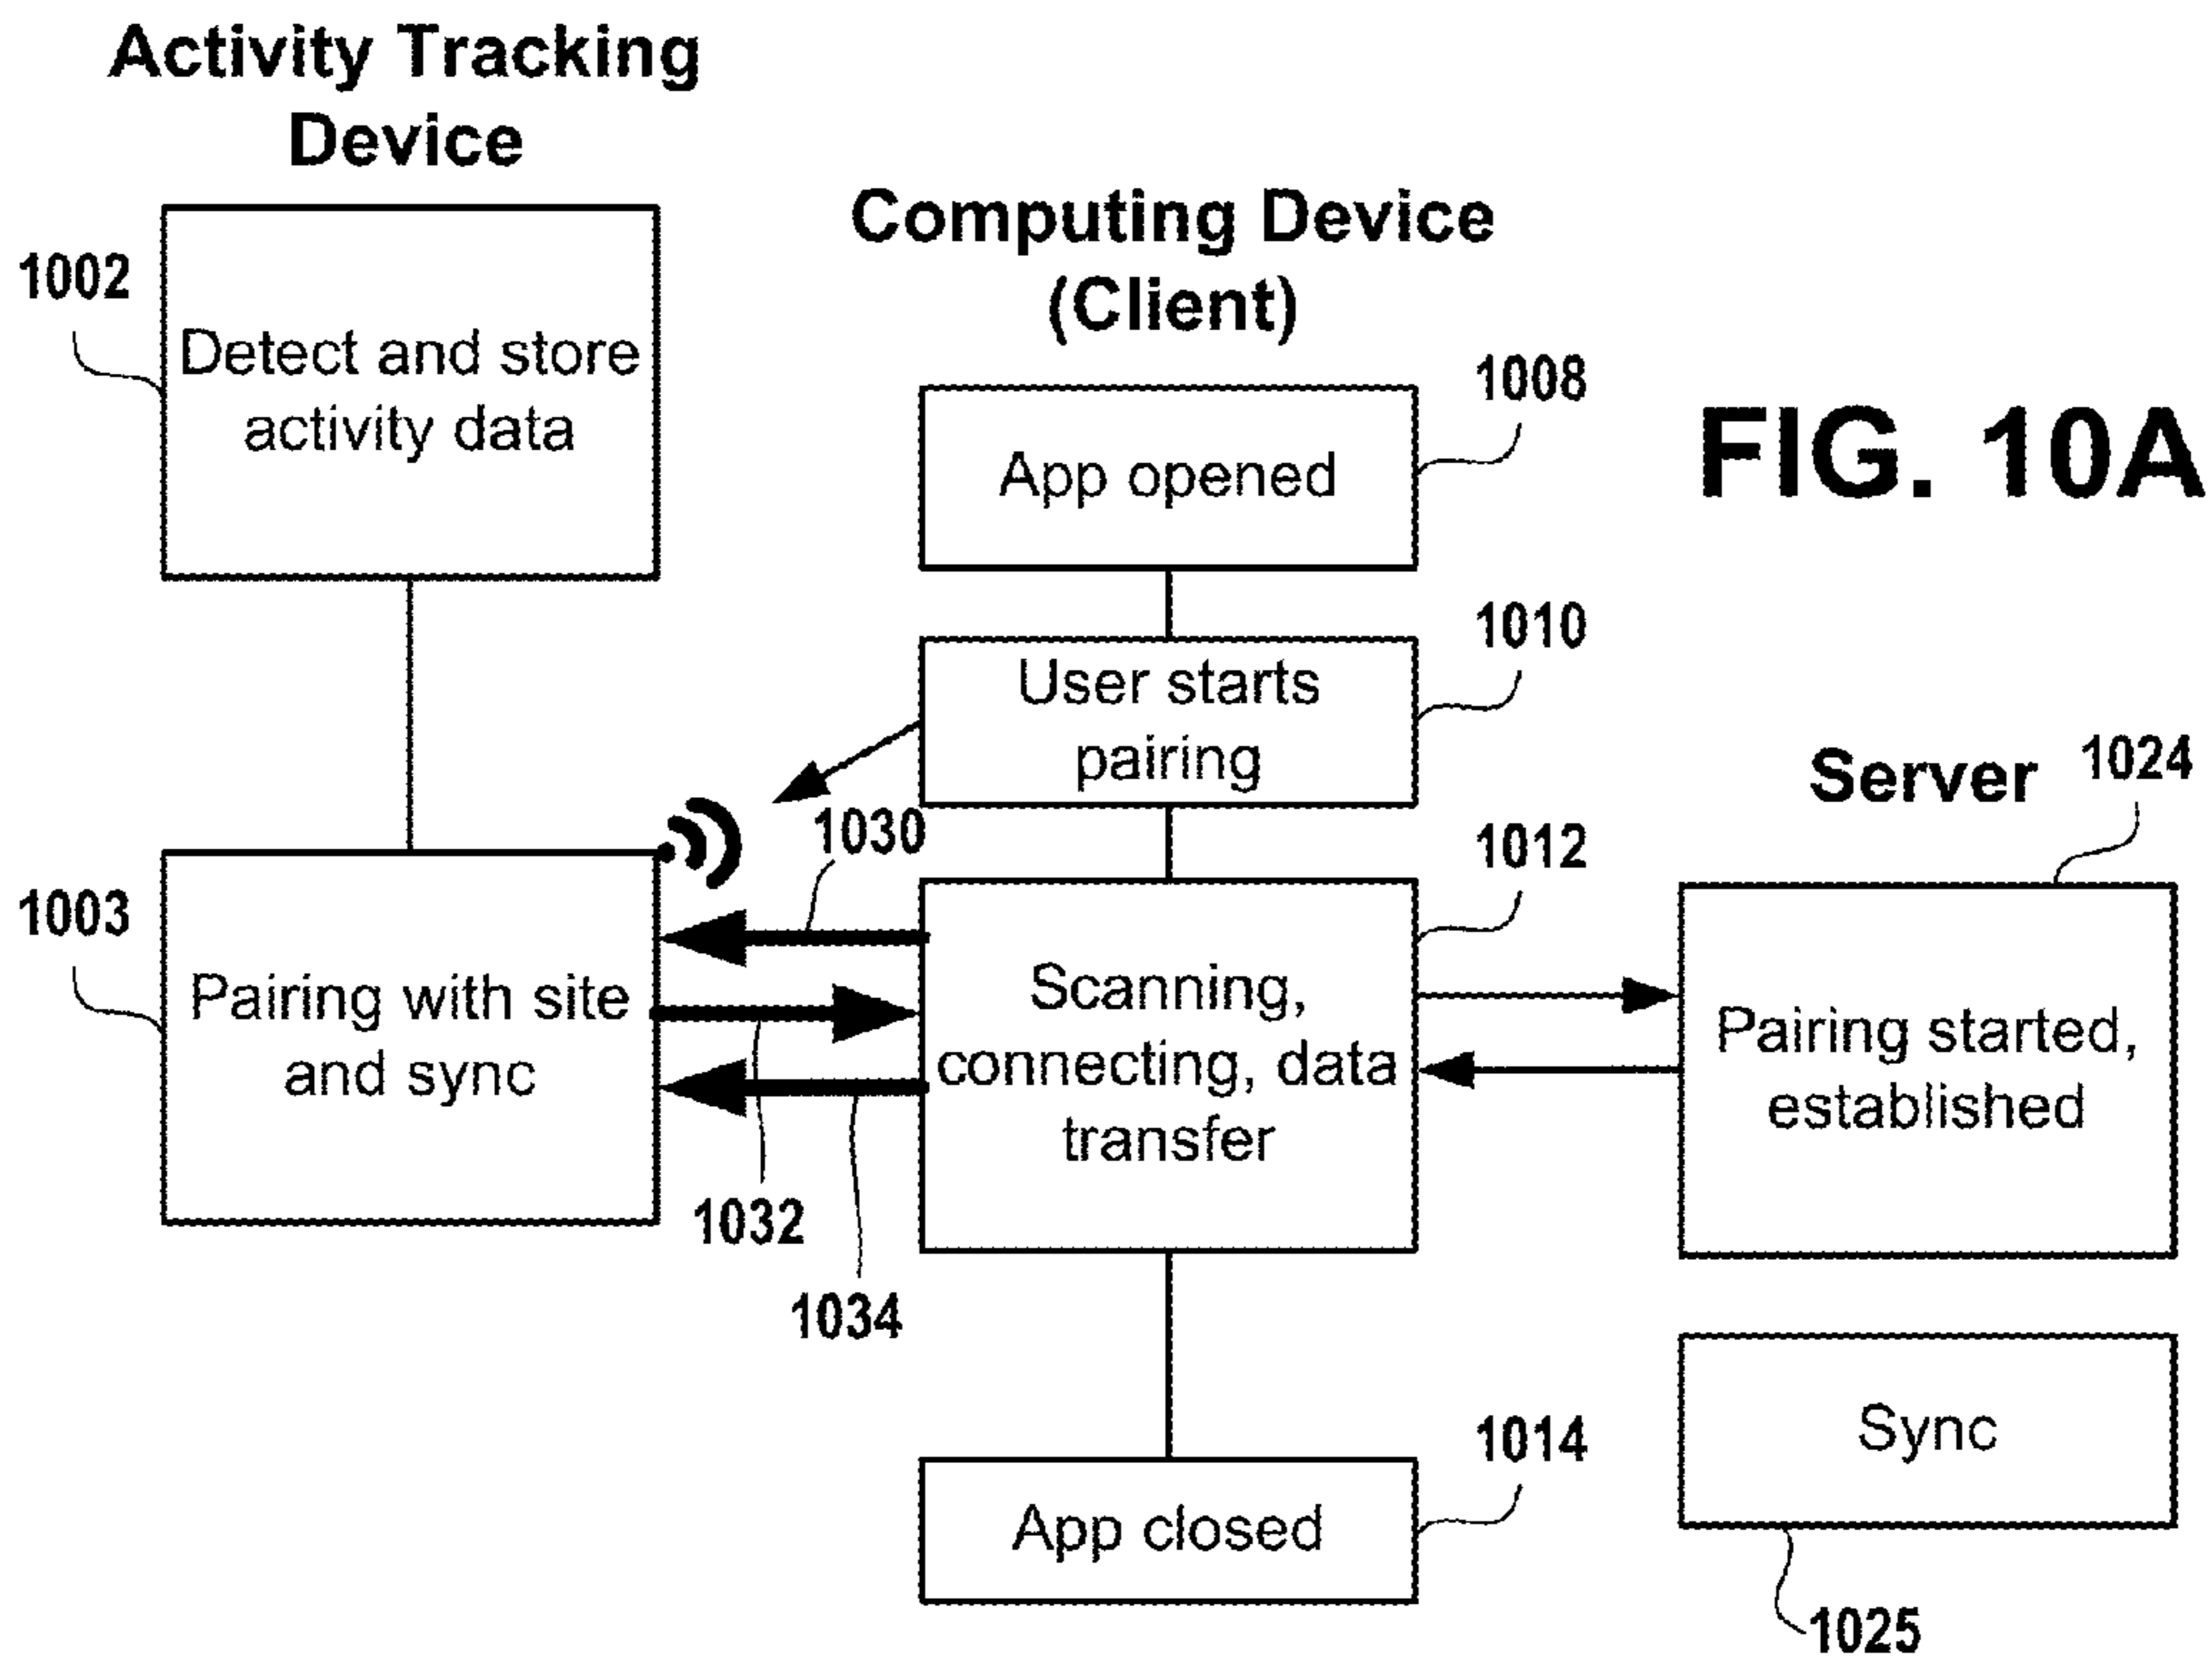 Activity Tracking
Device
1002
Detect and store
activity data
Computing Device
(Client)
1008
App opened
FIG. 10A
1010
User starts
pairing
Server
1024
1030
1012
1003
Pairing with site
and sync
Scanning,
connecting, data
transfer
Pairing started,
established
1032
1034
Sync
1014
App closed
1025